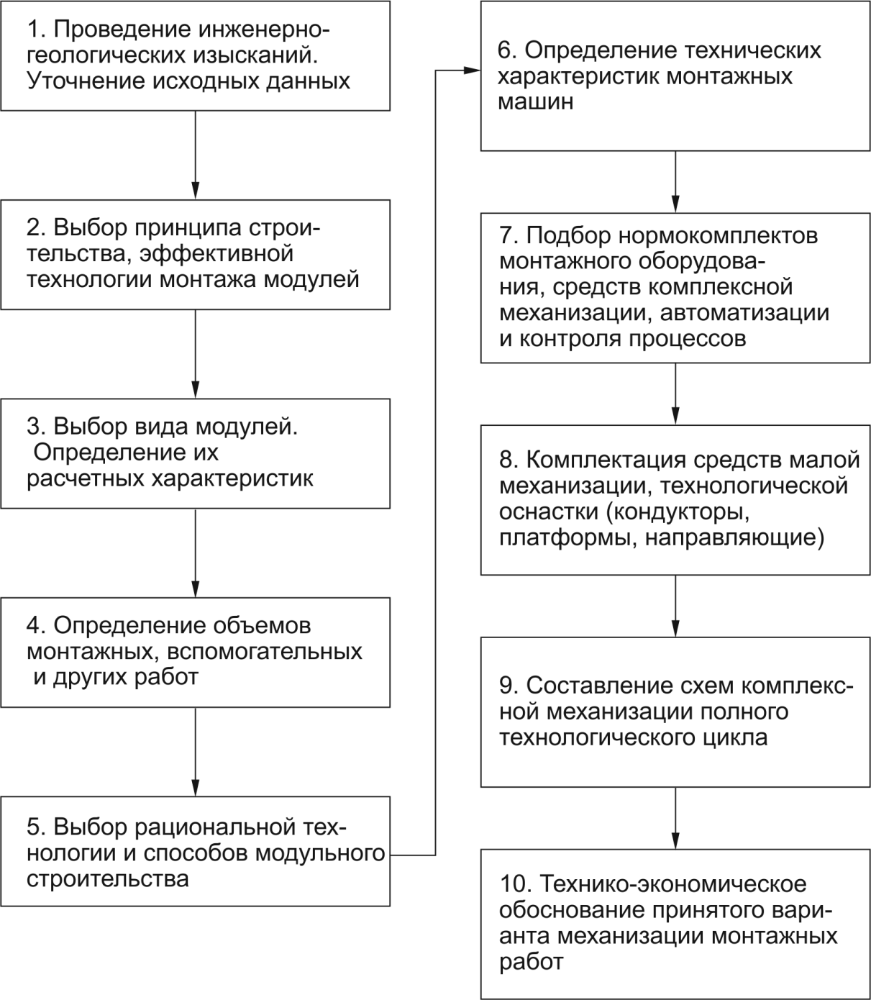 1. Проведение инженерно-
геологических изысканий.
Уточнение исходных данных
2. Выбор принципа строи-
тельства, эффективной
технологии монтажа модулей
3. Выбор вида модулей.
Определение их
расчетных характеристик
4. Определение объемов
монтажных, вспомогательных
и других работ
5. Выбор рациональной тех-
нологии и способов модульного
строительства
6. Определение технических
характеристик монтажных
машин
7. Подбор нормокомплектов
монтажного оборудова-
ния, средств комплексной
механизации, автоматизации
и контроля процессов
8. Комплектация средств малой
механизации, технологической
оснастки (кондукторы,
платформы, направляющие)
9. Составление схем комплекс-
ной механизации полного
технологического цикла
10. Технико-экономическое
обоснование принятого вари-
анта механизации монтажных
работ